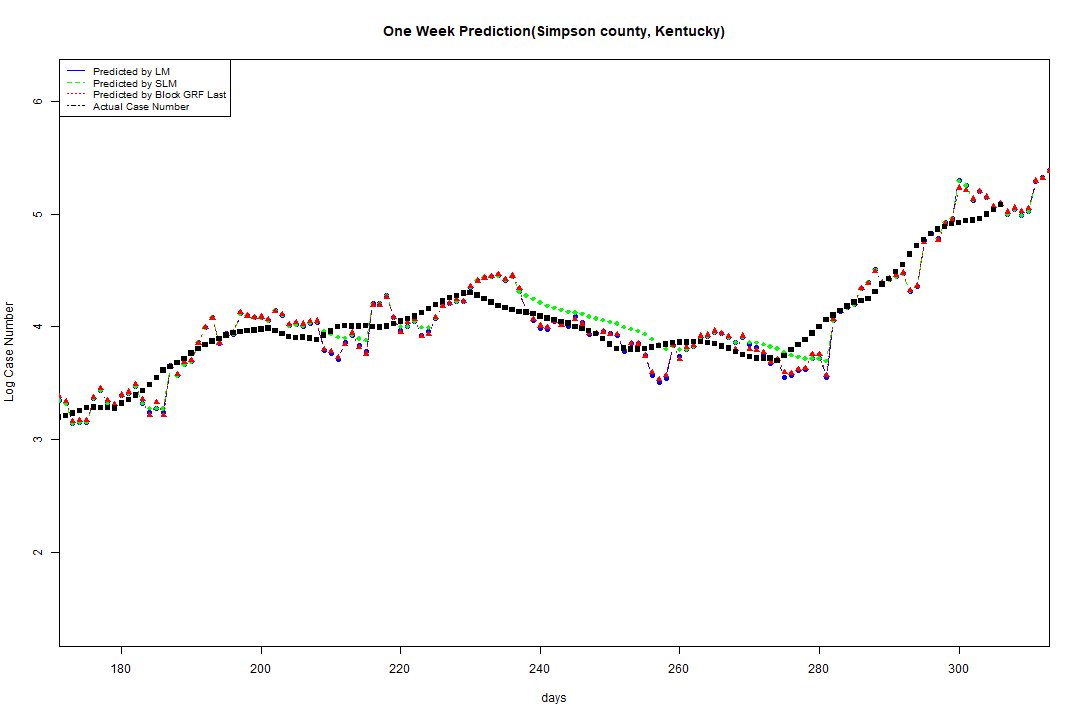 One Week Prediction(Simpson county, Kentucky)
Predicted by LM
Predicted by SLM
Predicted by Block GRF Last
Actual Case Number
Log Case Number
6
5
4
3
2
180 200 220 240 260 280 300
days